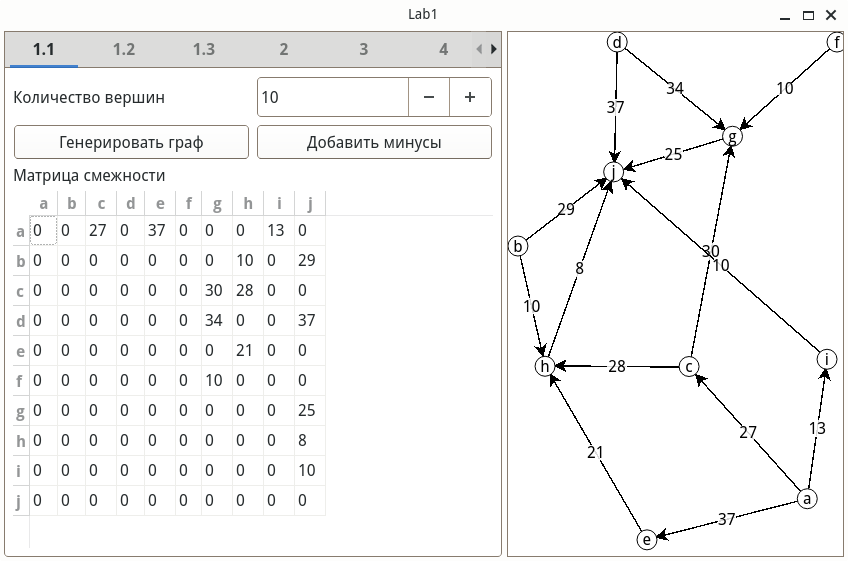 Lab1
1.1 1.2 1.3 2 3 4
Количество вершин 10 − +
Генерировать граф Добавить минусы
Матрица смежности
a b c d e f g h i j
a 0 0 27 0 37 0 0 0 13 0
b 0 0 0 0 0 0 0 10 0 29
c 0 0 0 0 0 0 30 28 0 0
d 0 0 0 0 0 0 34 0 0 37
e 0 0 0 0 0 0 0 21 0 0
f 0 0 0 0 0 0 10 0 0 0
g 0 0 0 0 0 0 0 0 0 25
h 0 0 0 0 0 0 0 0 0 8
i 0 0 0 0 0 0 0 0 0 10
j 0 0 0 0 0 0 0 0 0 0
d f
34 10
37
g
25
j
29
b
30
10
8
10
h 28 c i
27 13
21
a
37
e